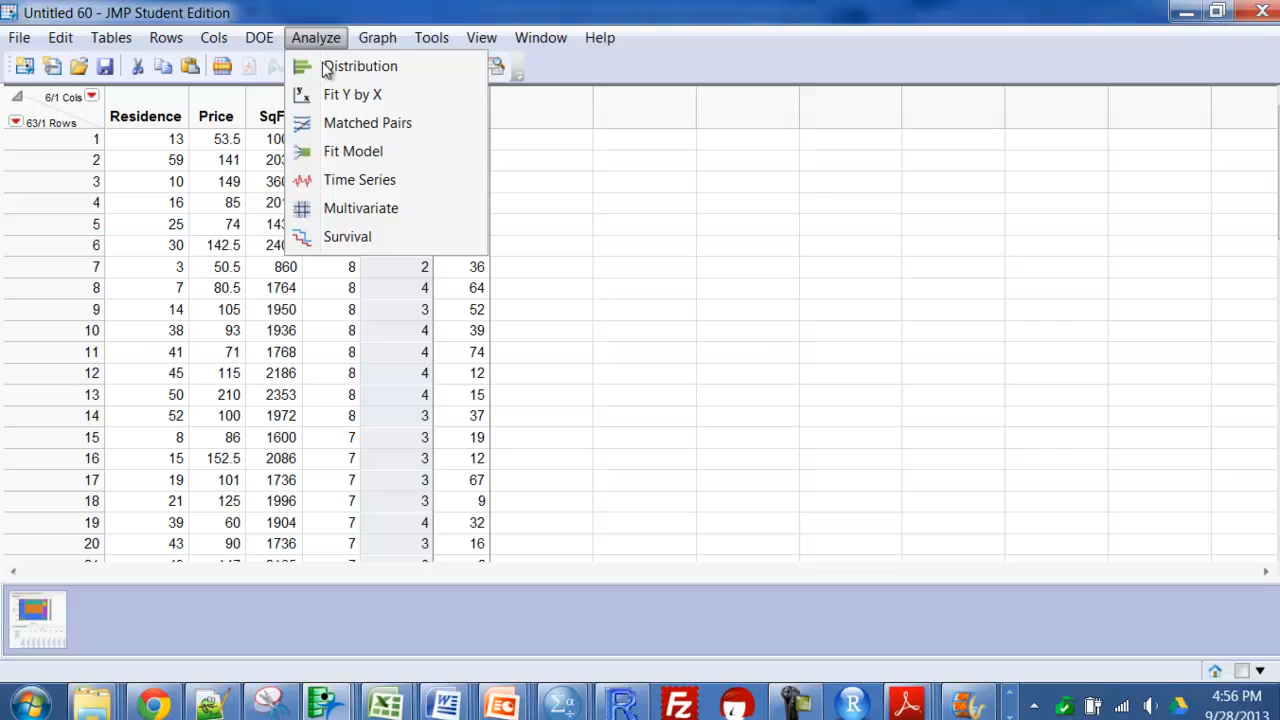 Untitled 60 - JMP Student Edition
File Edit Tables Rows Cols DOE Analyze Graph Tools View Window Help
Distribution
Fit Y by X
Matched Pairs
Fit Model
Time Series
Multivariate
Survival
6/1 Cols
63/1 Rows
Residence Price
1 13 53.5
2 59 141
3 10 149
4 16 85
5 25 74
6 30 142.5
7 3 50.5 860 8 2 36
8 7 80.5 1764 8 4 64
9 14 105 1950 8 3 52
10 38 93 1936 8 4 39
11 41 71 1768 8 4 74
12 45 115 2186 8 4 12
13 50 210 2353 8 4 15
14 52 100 1972 8 3 37
15 8 86 1600 7 3 19
16 15 152.5 2086 7 3 12
17 19 101 1736 7 3 67
18 21 125 1996 7 3 9
19 39 60 1904 7 4 32
20 43 90 1736 7 3 16
4:56 PM
9/28/2013